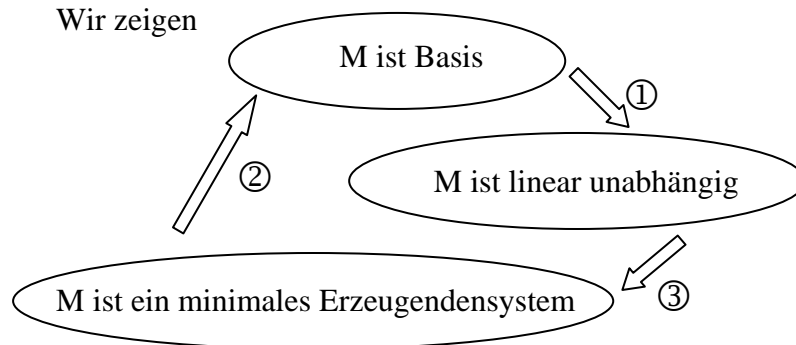 Wir zeigen
M ist Basis
①
②
M ist linear unabhängig
M ist ein minimales Erzeugendensystem
③